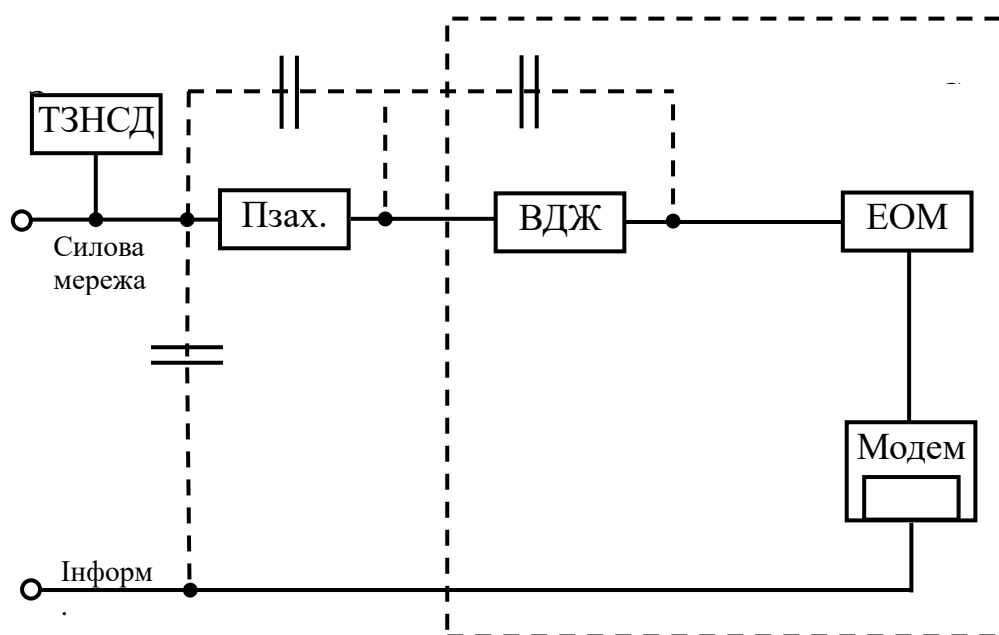 ТЗНСД
Пзах.
ВДЖ
ЕОМ
Силова
мережа
Модем
Інформ
.